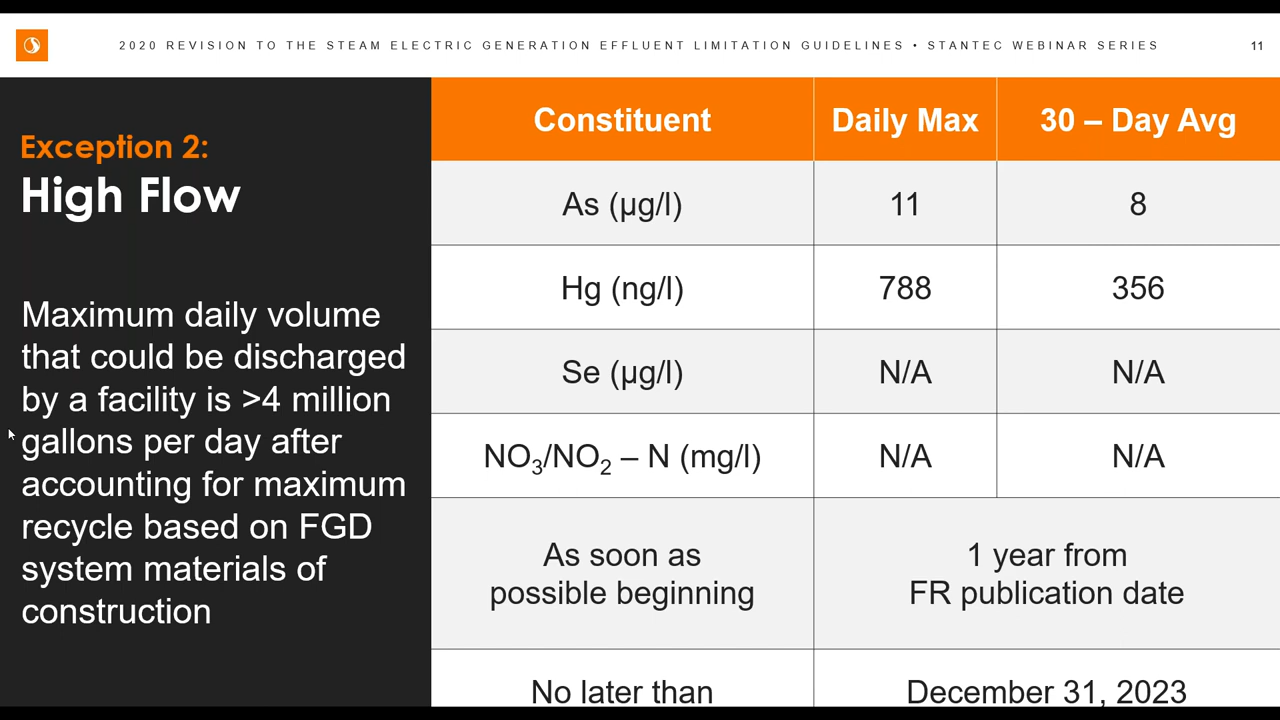 2020 REVISION TO THE STEAM ELECTRIC GENERATION EFFLUENT LIMITATION GUIDELINES • STANTEC WEBINAR SERIES
11
Exception 2:
High Flow
Maximum daily volume
that could be discharged
by a facility is >4 million
gallons per day after
accounting for maximum
recycle based on FGD
system materials of
construction
Constituent Daily Max 30 – Day Avg
As (µg/l) 11 8
Hg (ng/l) 788 356
Se (µg/l) N/A N/A
NO₃/NO₂ – N (mg/l) N/A N/A
As soon as
possible beginning
1 year from
FR publication date
No later than December 31, 2023